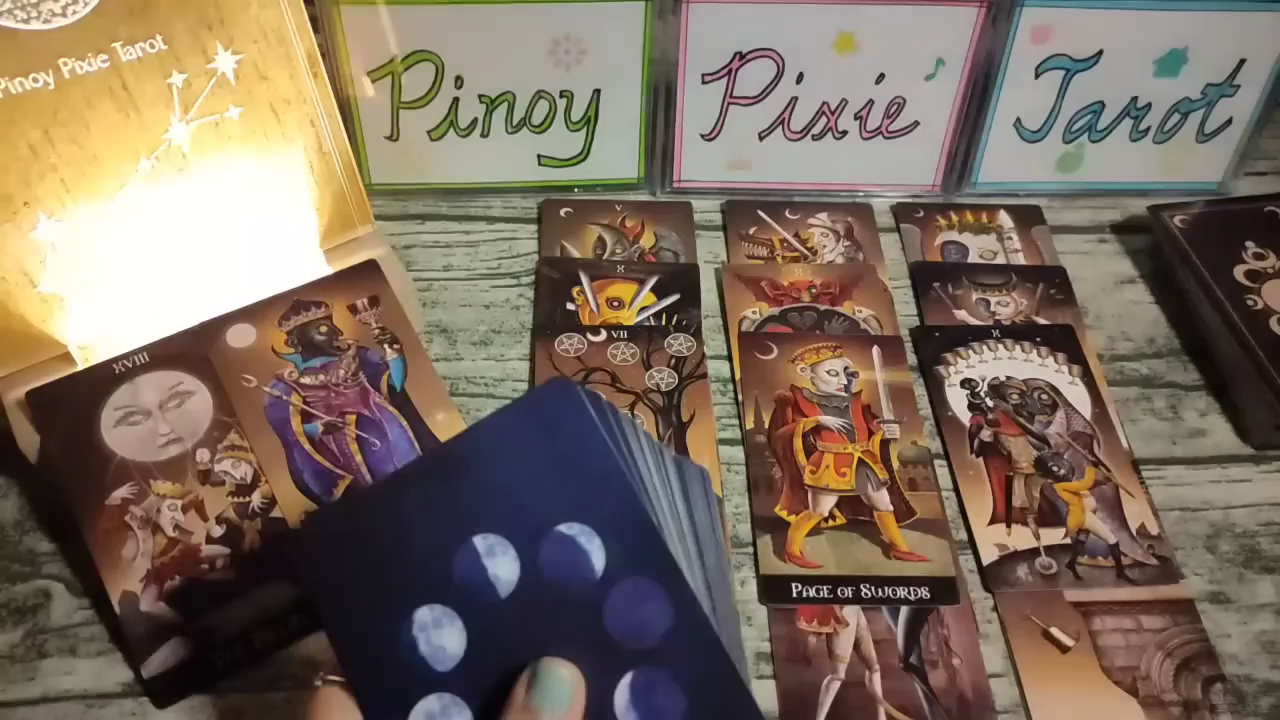 Pinoy Pixie Tarot
Pinoy
Pixie
Tarot
V
X
VII
X
XVIII
PAGE OF SWORDS